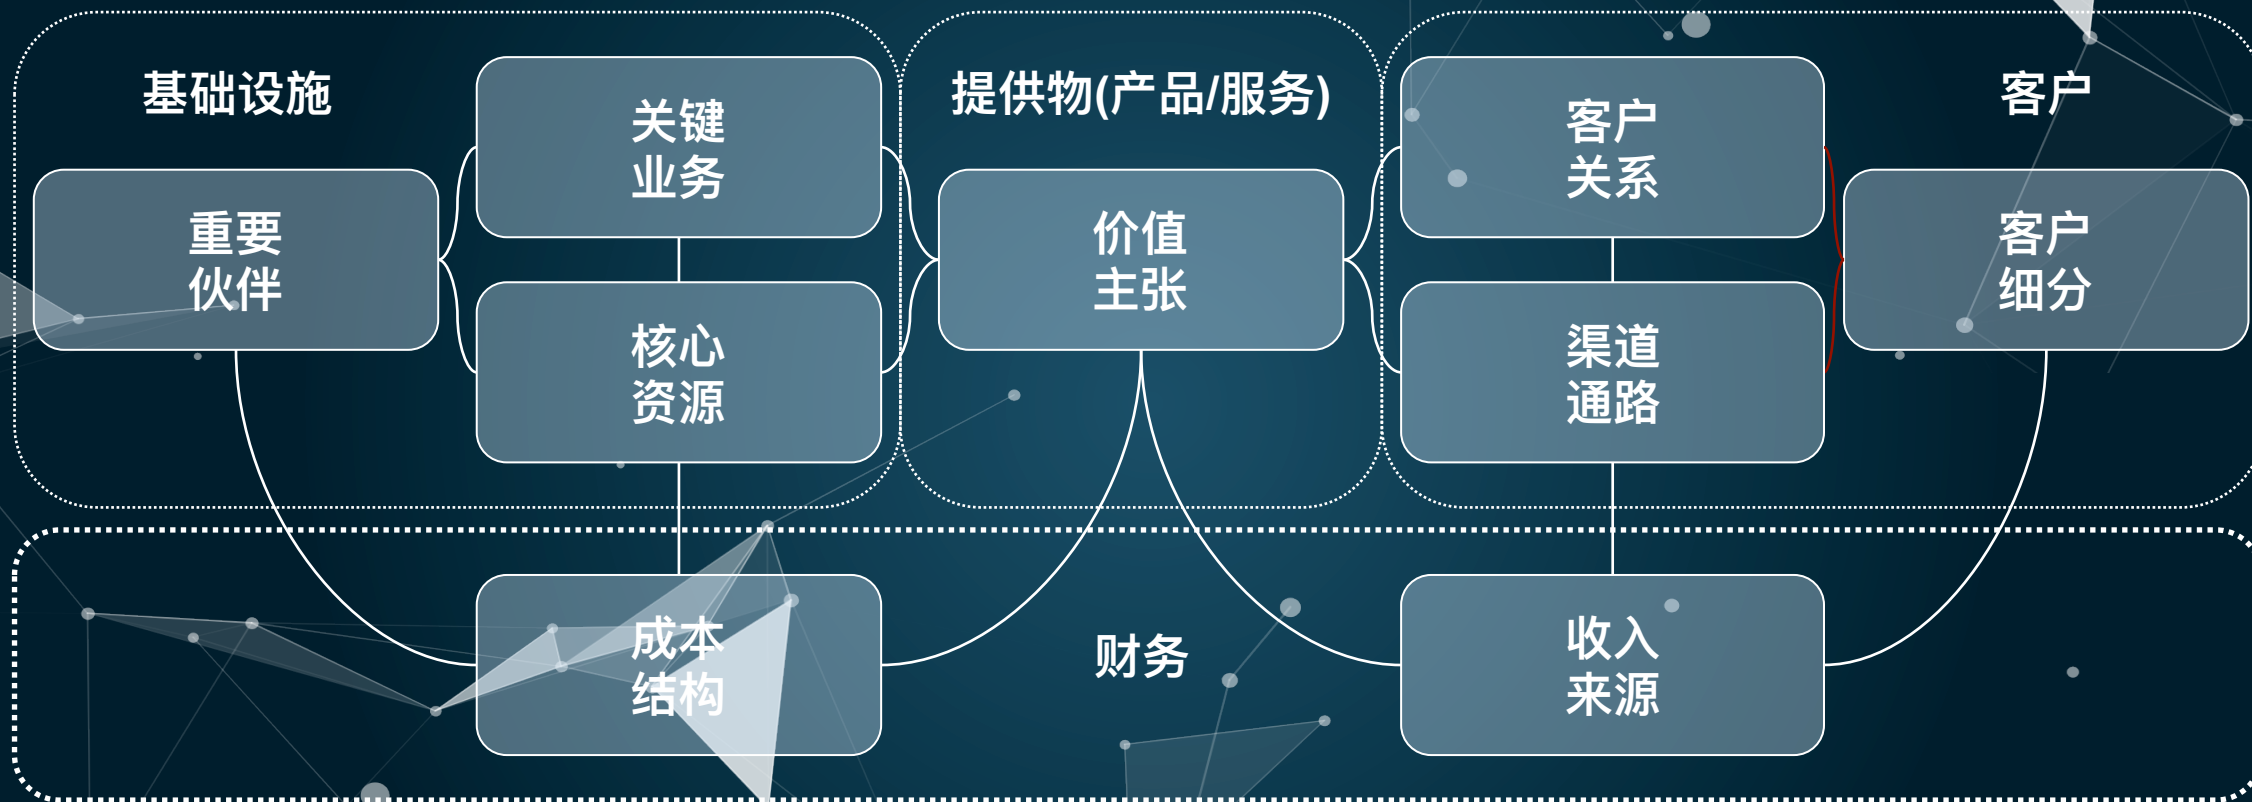 基础设施
重要
伙伴
关键
业务
核心
资源
提供物(产品/服务)
价值
主张
客户
关系
渠道
通路
客户
客户
细分
成本
结构
财务
收入
来源